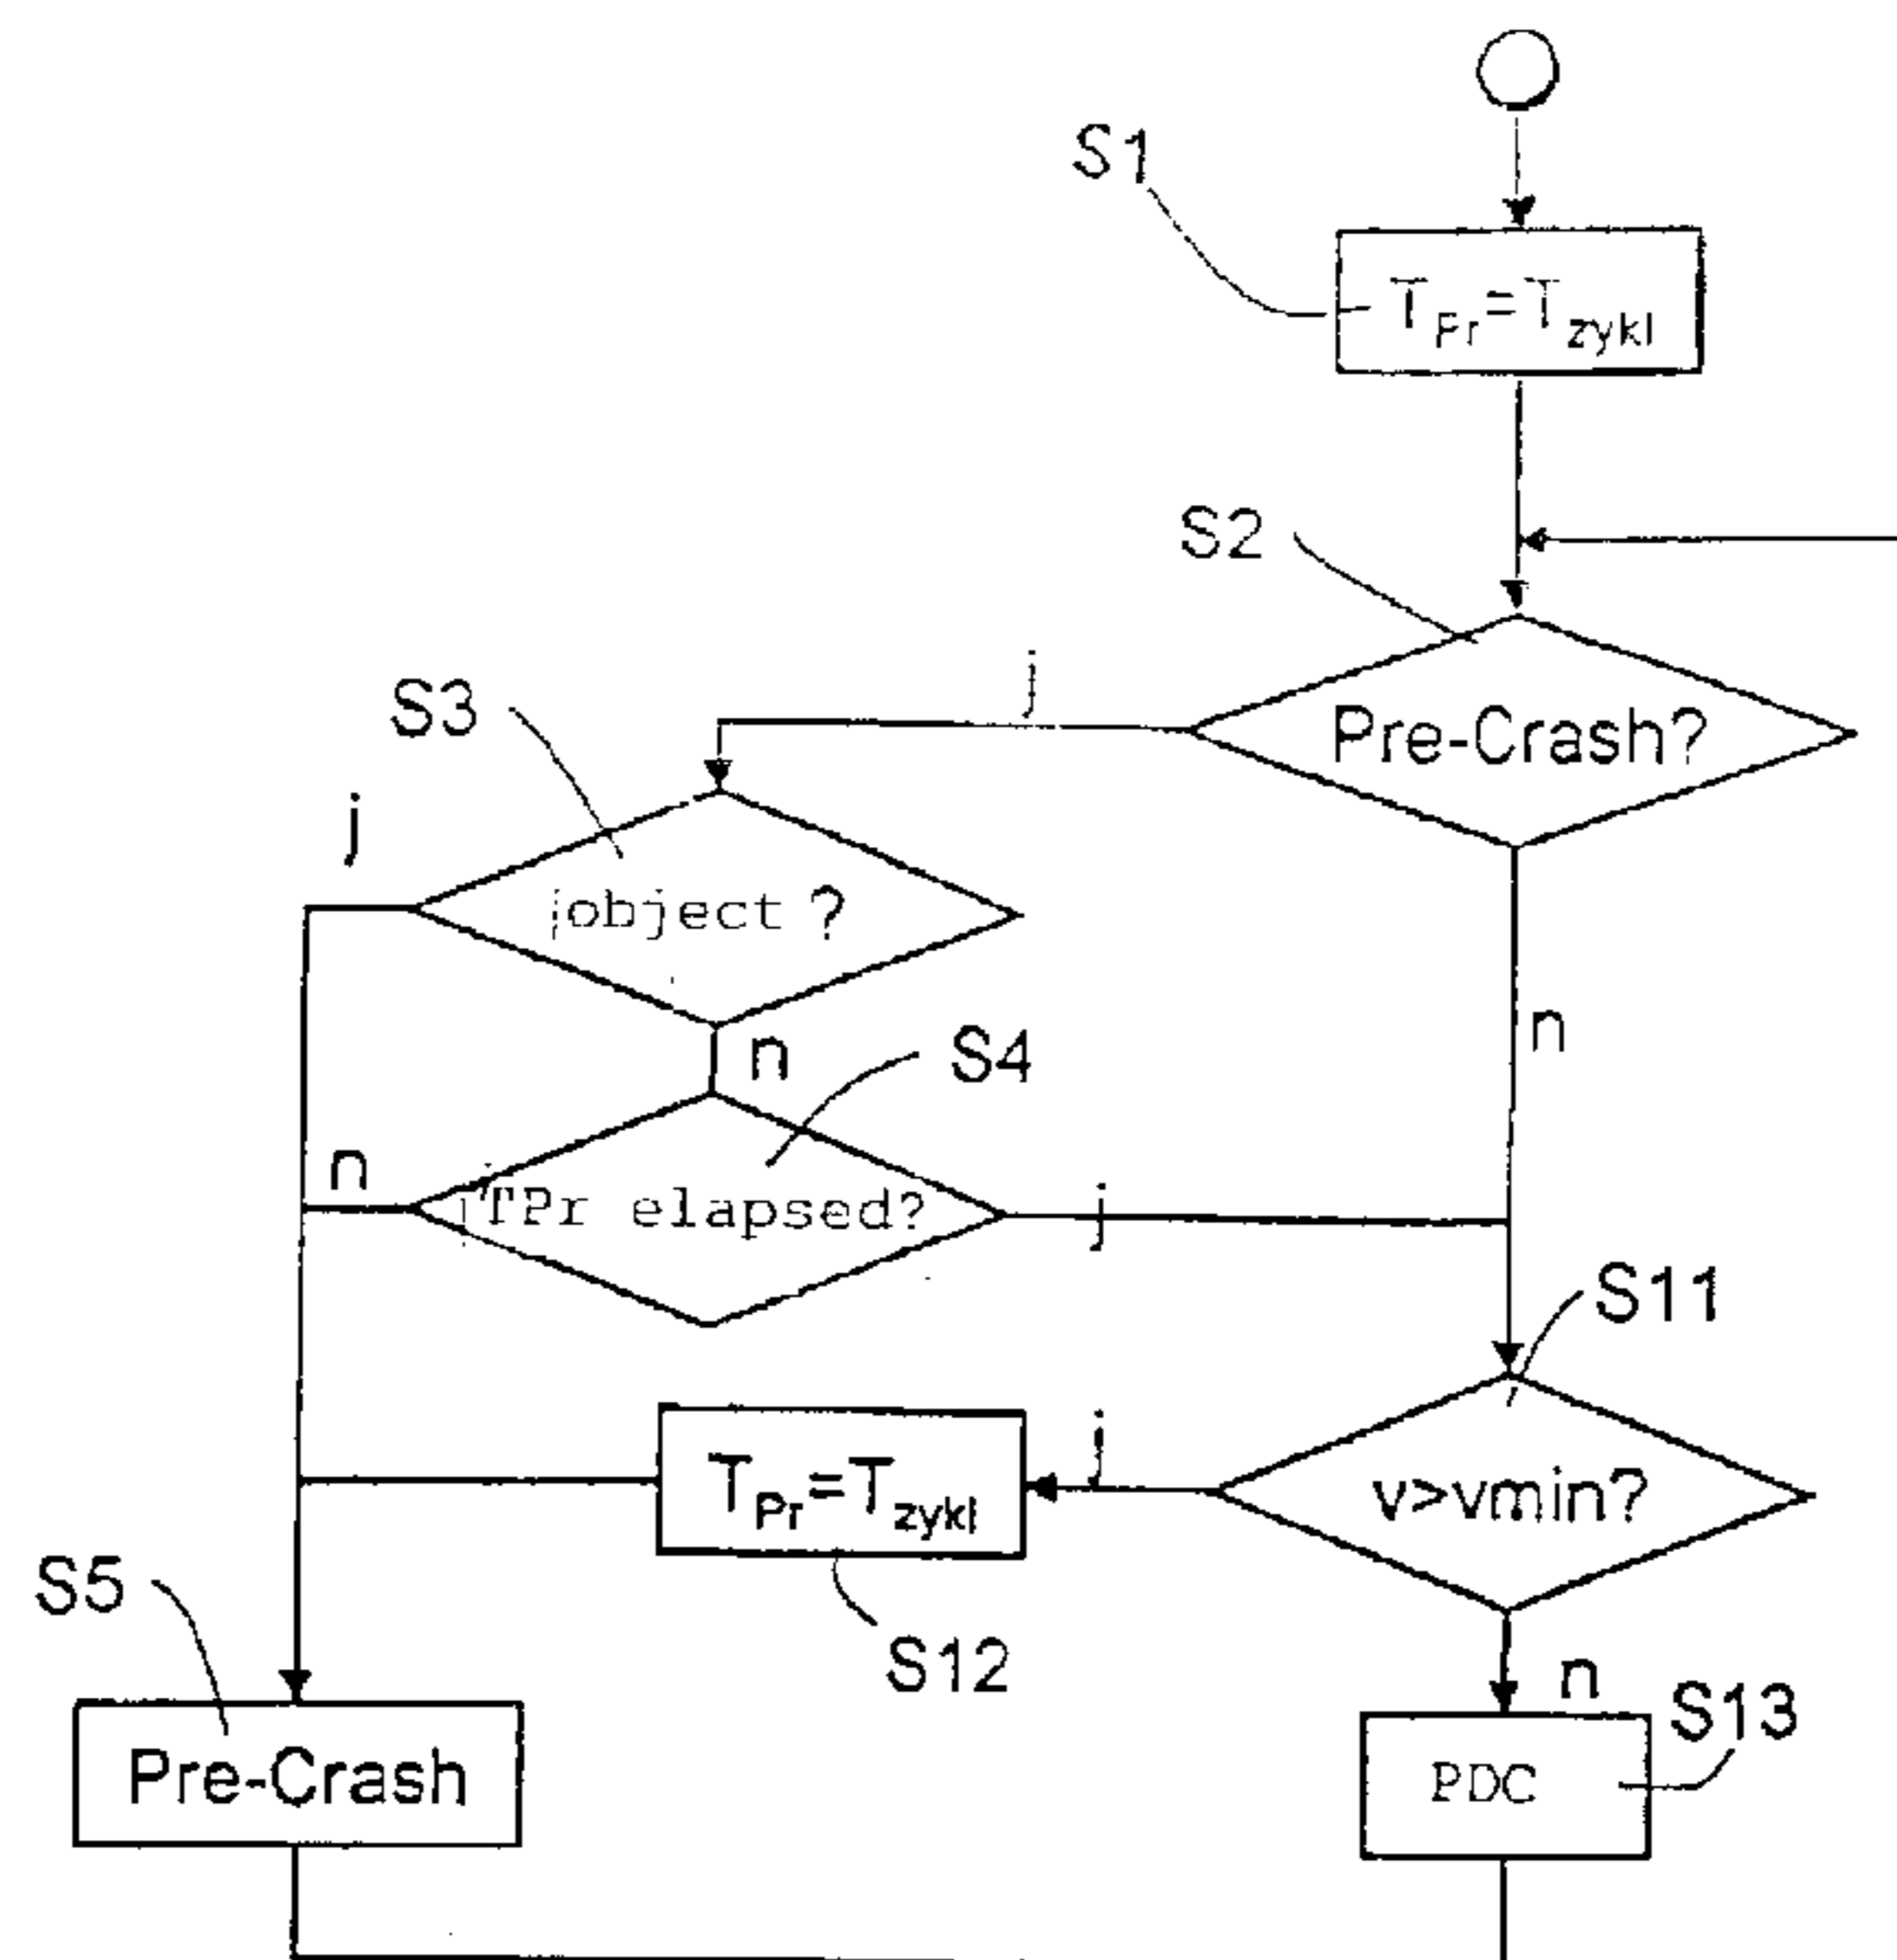 S1
T_Pr=T_zykl
S2
j
Pre-Crash?
S3
j
object ?
n
n
S4
n
TPr elapsed?
j
S11
j
T_Pr=T_zykl
v>vmin?
S5
S12
n
S13
Pre-Crash
PDC